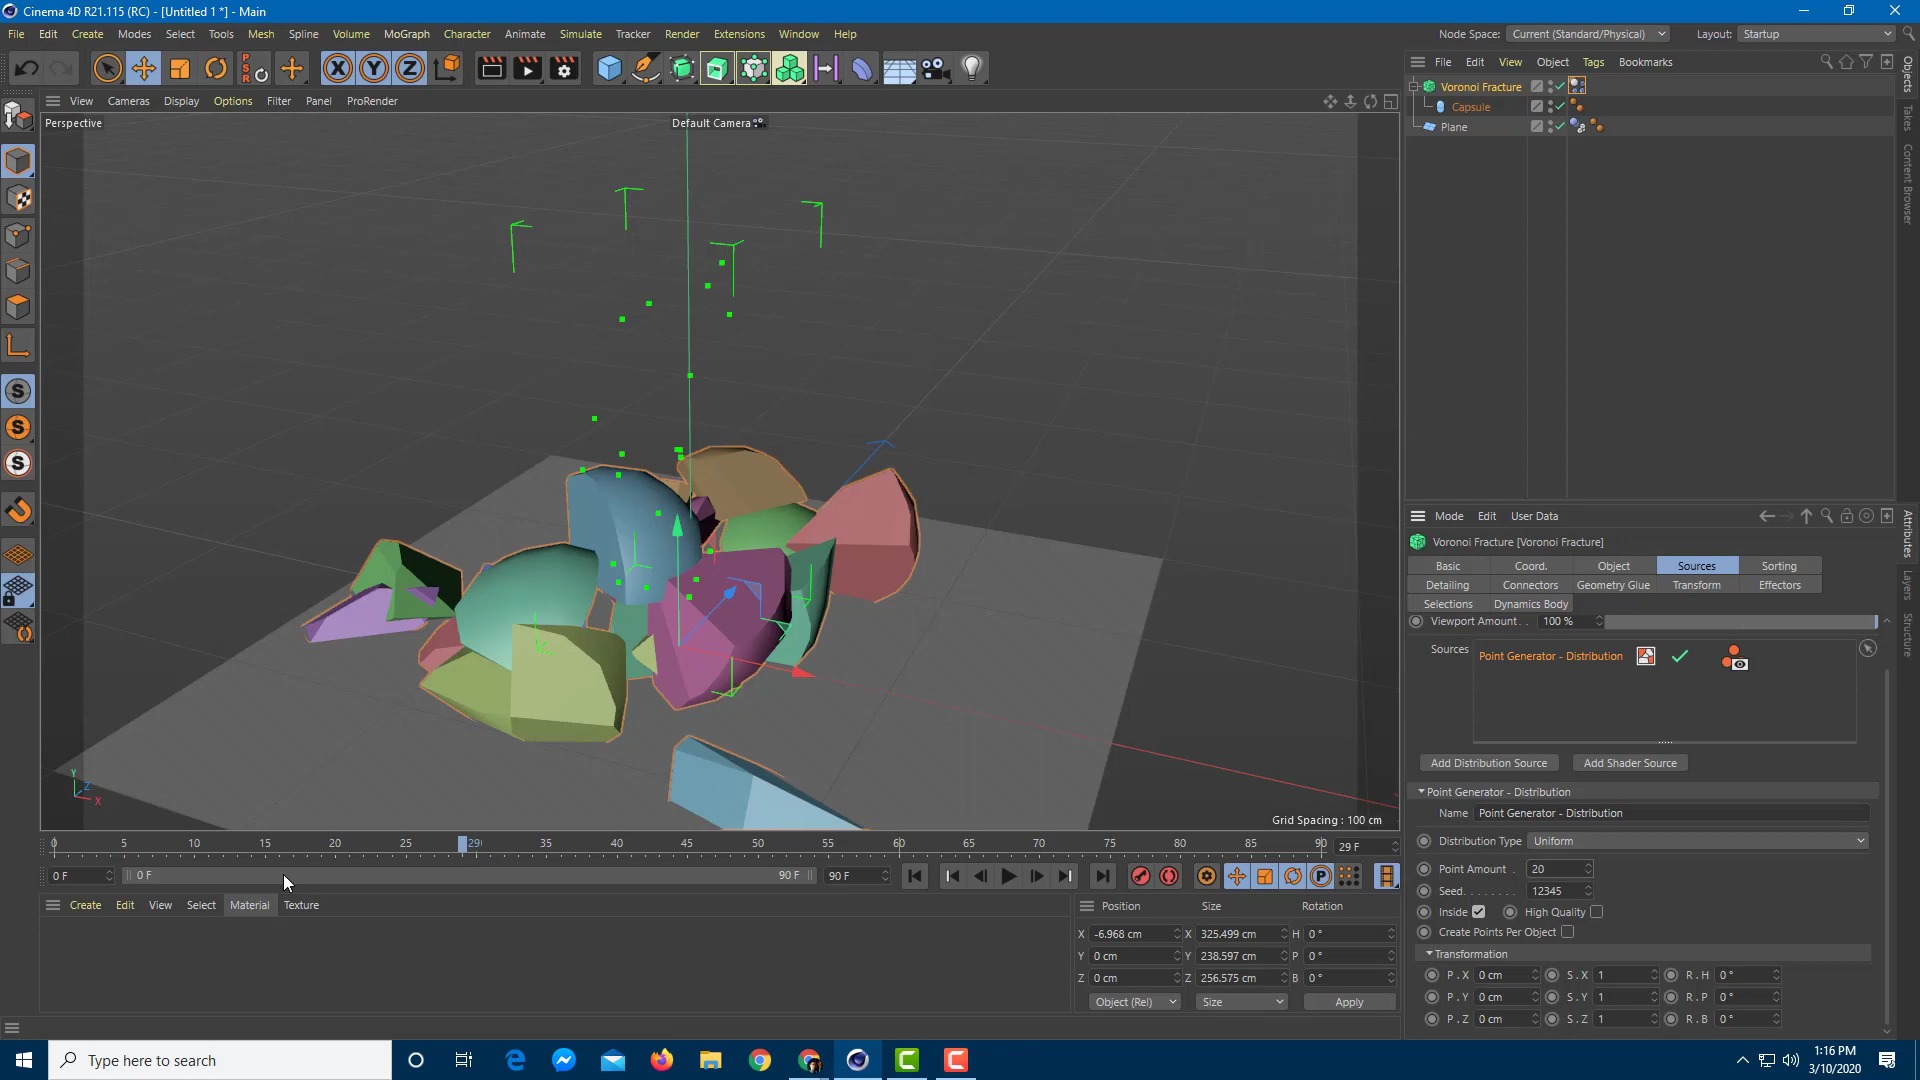 Cinema 4D R21.115 (RC) - [Untitled 1 *] - Main
File Edit Create Modes Select Tools Mesh Spline Volume MoGraph Character Animate Simulate Tracker Render Extensions Window Help
Node Space: Current (Standard/Physical) Layout: Startup
X Y Z
P
S
R
File Edit View Object Tags Bookmarks
View Cameras Display Options Filter Panel ProRender
Perspective
Default Camera
Voronoi Fracture
Capsule
Plane
Objects
Takes
Content Browser
Attributes
Layers
Structure
S
S
S
Mode Edit User Data
Voronoi Fracture [Voronoi Fracture]
Basic Coord. Object Sources Sorting
Detailing Connectors Geometry Glue Transform Effectors
Selections Dynamics Body
Viewport Amount. . 100 %
Sources Point Generator - Distribution
Add Distribution Source Add Shader Source
Point Generator - Distribution
Name Point Generator - Distribution
Distribution Type Uniform
Point Amount . 20
Seed. . . . . . . . 12345
Inside High Quality
Create Points Per Object
Transformation
P . X 0 cm S . X 1 R . H 0 °
P . Y 0 cm S . Y 1 R . P 0 °
P . Z 0 cm S . Z 1 R . B 0 °
Y
Z
X
Grid Spacing : 100 cm
0 5 10 15 20 25 29 35 40 45 50 55 60 65 70 75 80 85 90 29 F
0 F 0 F 90 F 90 F P
Create Edit View Select Material Texture
Position Size Rotation
X -6.968 cm X 325.499 cm H 0 °
Y 0 cm Y 238.597 cm P 0 °
Z 0 cm Z 256.575 cm B 0 °
Object (Rel) Size Apply
Type here to search
1:16 PM
3/10/2020